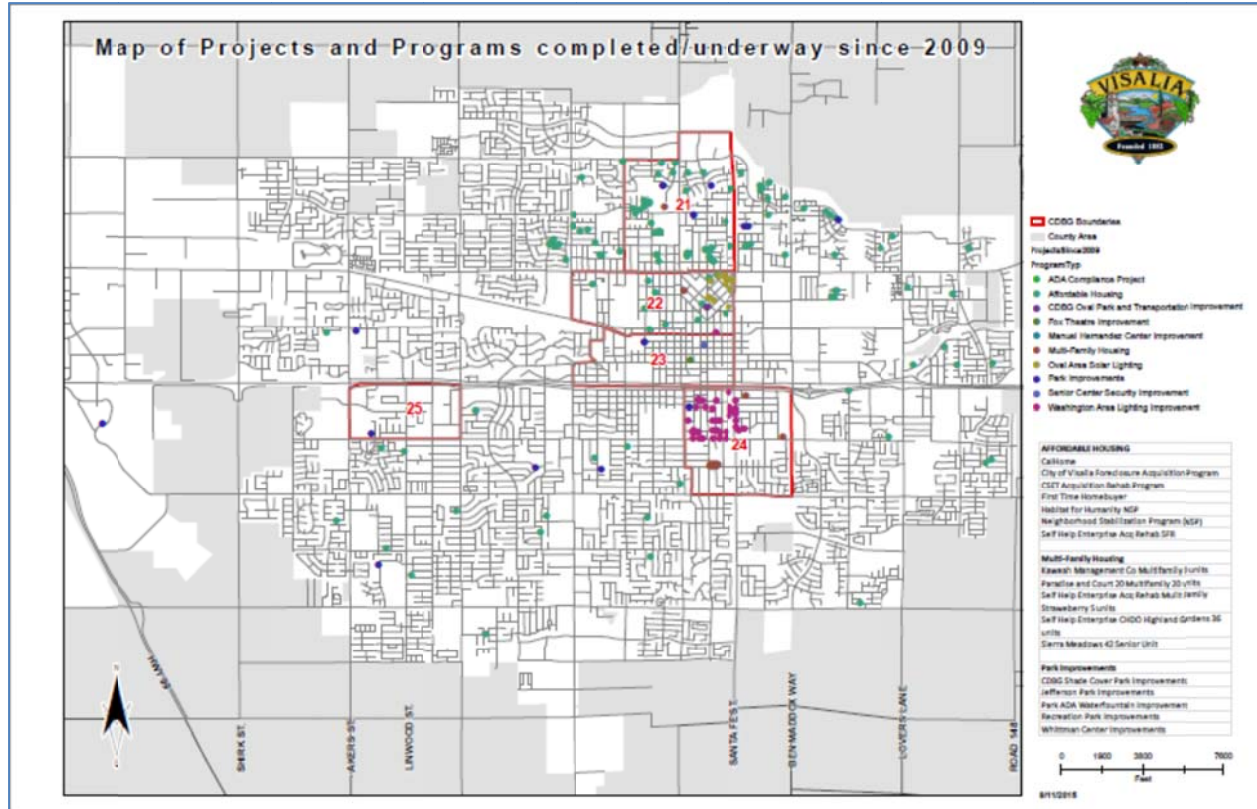 Map of Projects and Programs completed/underway since 2009
VISALIA
Founded 1852
21
22
23
24
25
CDBG Boundaries
County Area
ProjectsSince2009
ProgramTyp
ADA Compliance Project
Affordable Housing
CDBG Oval Park and Transportation Improvement
Fox Theatre Improvement
Manuel Hernandez Center Improvement
Multi-Family Housing
Oval Area Solar Lighting
Park Improvements
Senior Center Security Improvement
Washington Area Lighting Improvement
AFFORDABLE HOUSING
CalHome
City of Visalia Foreclosure Acquisition Program
CSET Acquisition Rehab Program
First Time Homebuyer
Habitat for Humanity NSP
Neighborhood Stabilization Program (NSP)
Self Help Enterprise Acq Rehab SFR
Multi-Family Housing
Kaweah Management Co Multifamily units
Paradise and Court 20 Multifamily 20 units
Self Help Enterprise Acq Rehab Multi Family
Strawberry 5 units
Self Help Enterprise CHDO Highland Gardens 36
units
Sierra Meadows 42 Senior Unit
Park Improvements
CDBG Shade Cover Park Improvements
Jefferson Park Improvements
Park ADA Waterfountain Improvement
Recreation Park Improvements
Whittman Center Improvements
0 1900 3800 7600
Feet
HWY 99
SHIRK ST.
AKERS ST.
LINWOOD ST.
SANTA FE ST.
BEN MADDOX WAY
LOVERS LANE
ROAD 148